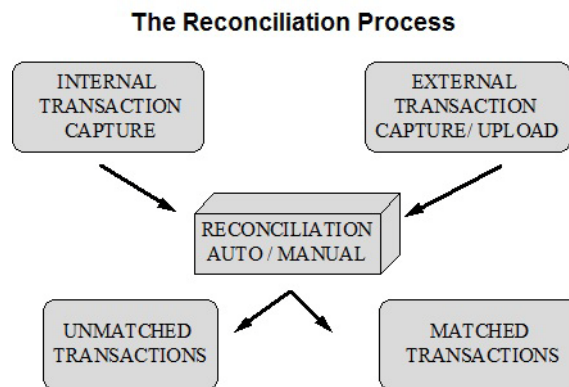 The Reconciliation Process
INTERNAL
TRANSACTION
CAPTURE
EXTERNAL
TRANSACTION
CAPTURE/ UPLOAD
RECONCILIATION
AUTO / MANUAL
UNMATCHED
TRANSACTIONS
MATCHED
TRANSACTIONS